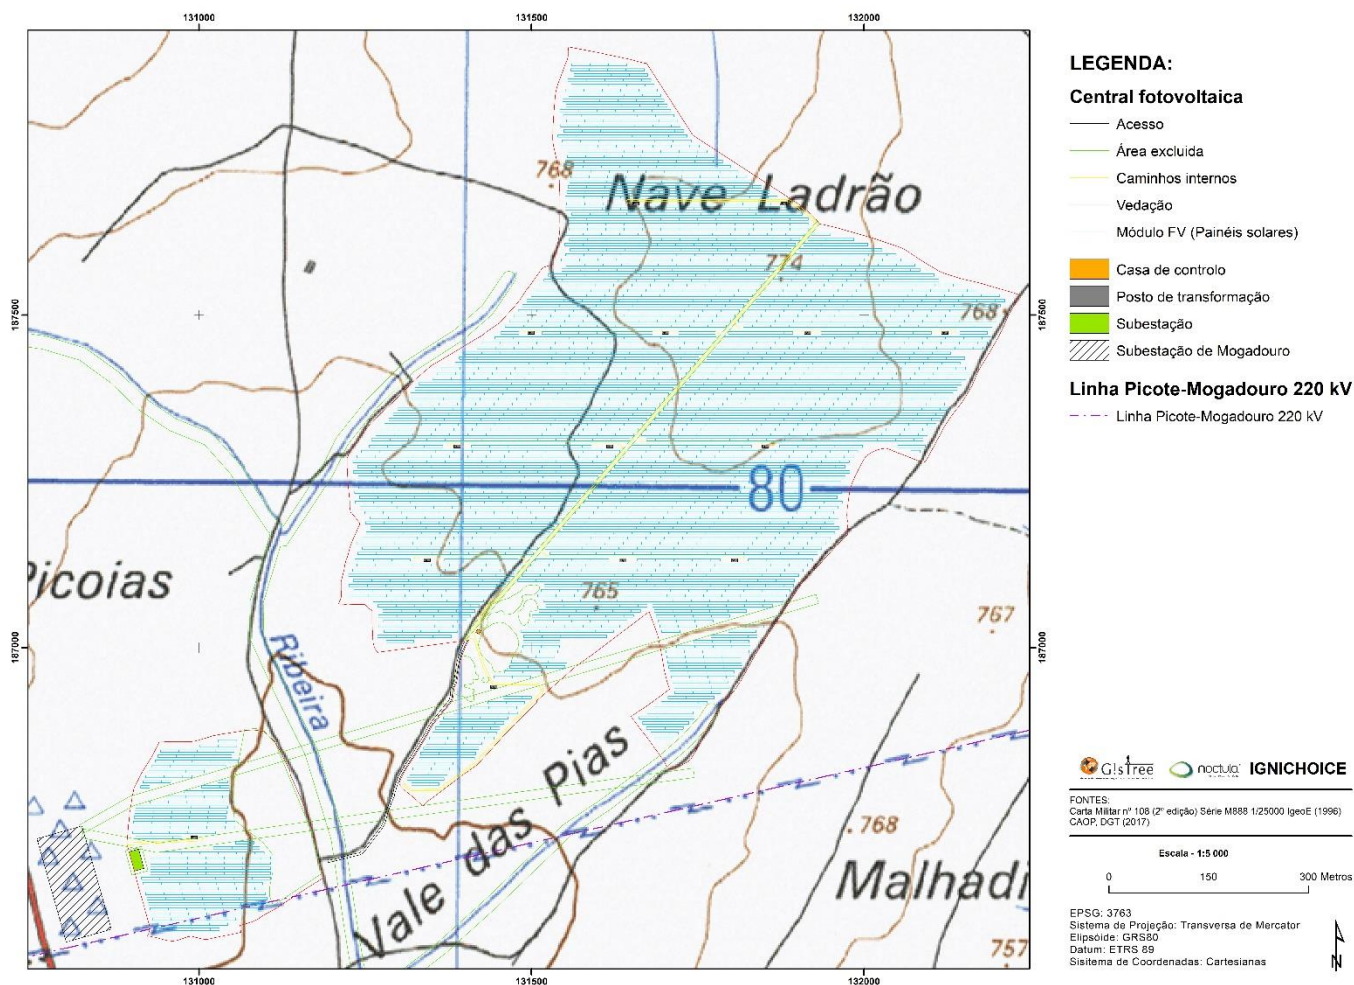 131000
131500
132000
LEGENDA:
Central fotovoltaica
Acesso
Área excluida
Caminhos internos
Vedação
Módulo FV (Painéis solares)
Casa de controlo
Posto de transformação
Subestação
Subestação de Mogadouro
Linha Picote-Mogadouro 220 kV
Linha Picote-Mogadouro 220 kV
768
Nave Ladrão
774
768
187500
187500
80
Picoias
765
767
187000
187000
Ribeira
Vale das Pias
768
Malhadi
757
G!sTree
noctula
IGNICHOICE
FONTES:
Carta Militar nº 108 (2ª edição) Série M888 1/25000 IgeoE (1996)
CAOP, DGT (2017)
Escala - 1:5 000
0 150 300 Metros
EPSG: 3763
Sistema de Projeção: Transversa de Mercator
Elipsóide: GRS80
Datum: ETRS 89
Sisitema de Coordenadas: Cartesianas
N
131000
131500
132000